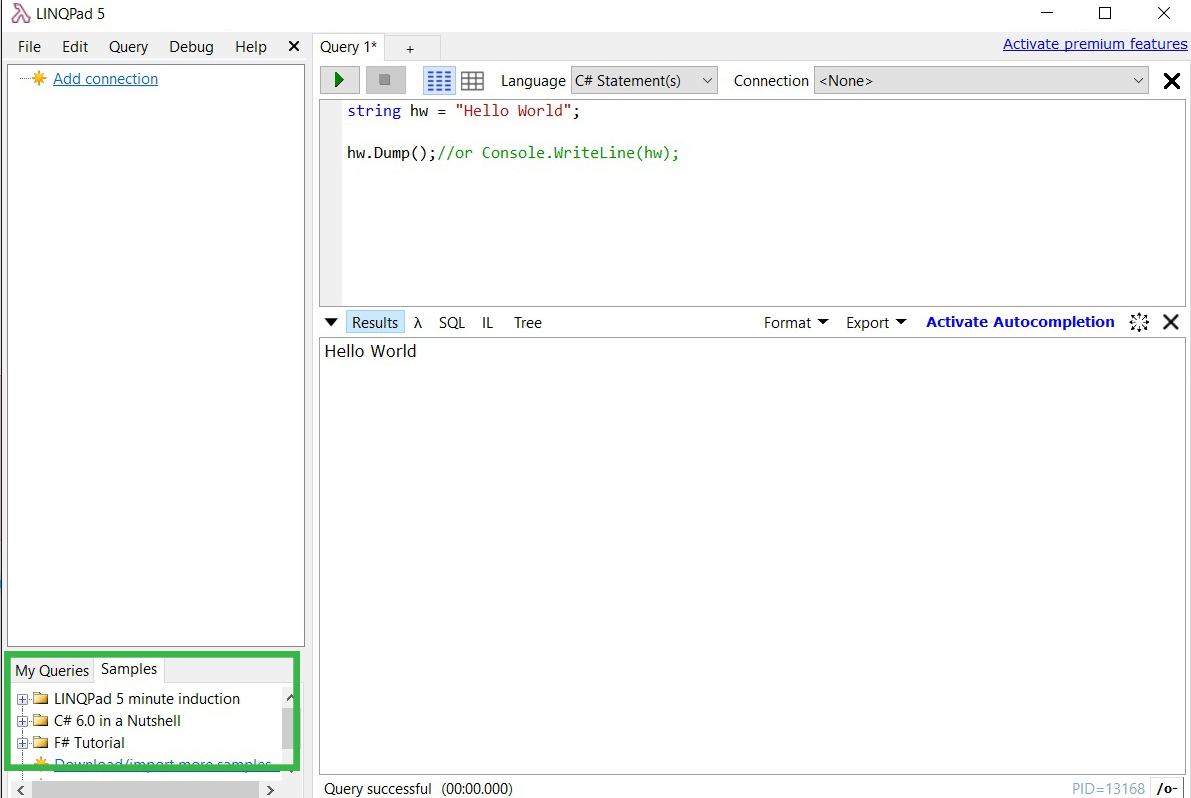 LINQPad 5
File Edit Query Debug Help
Query 1* +
Activate premium features
Add connection
Language C# Statement(s) Connection <None>
string hw = "Hello World";
hw.Dump();//or Console.WriteLine(hw);
Results λ SQL IL Tree Format Export Activate Autocompletion
Hello World
My Queries Samples
LINQPad 5 minute induction
C# 6.0 in a Nutshell
F# Tutorial
Download/import more samples
Query successful (00:00.000)
PID=13168 /o-